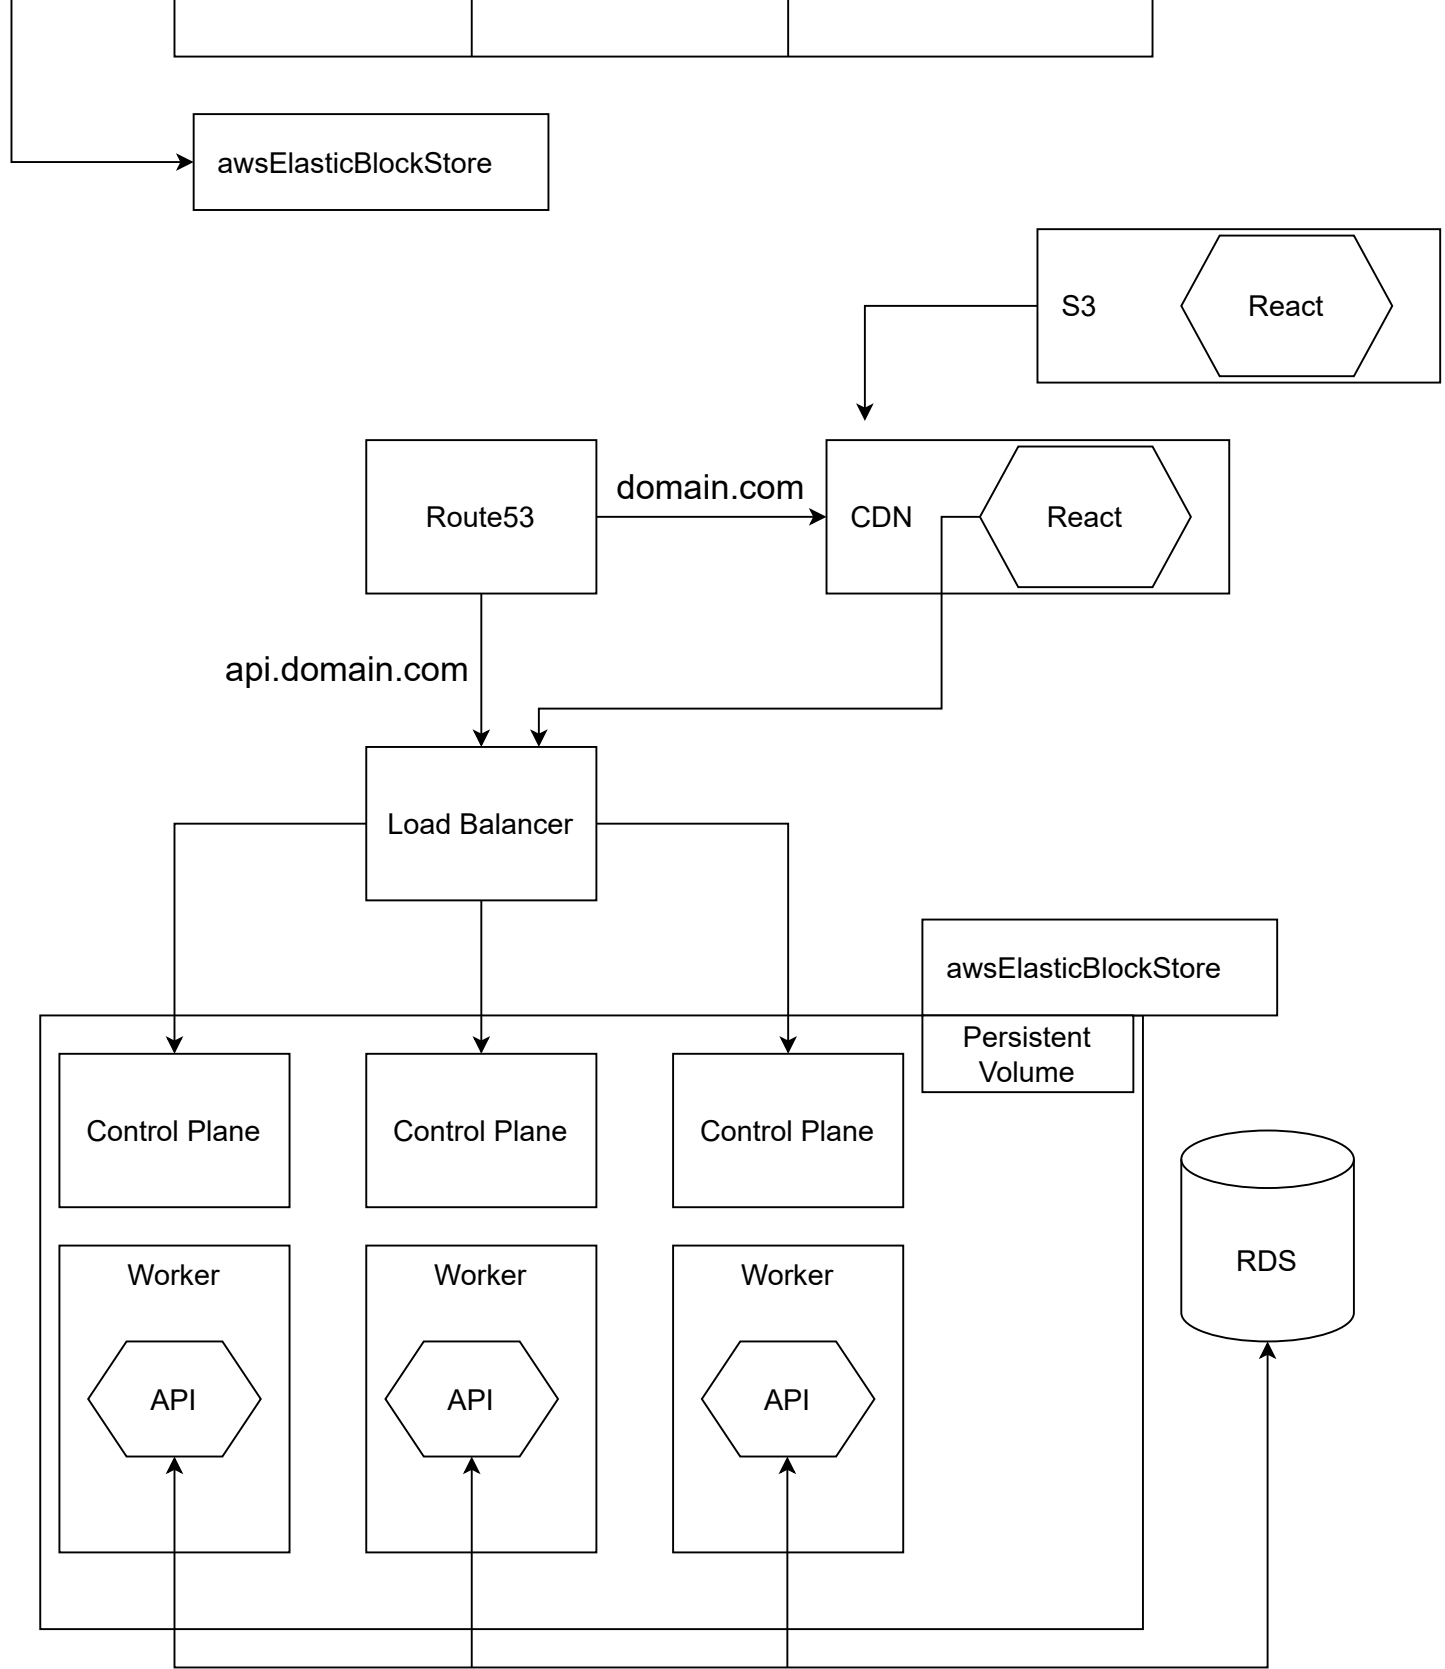 awsElasticBlockStore
S3
React
Route53
domain.com
CDN
React
api.domain.com
Load Balancer
awsElasticBlockStore
Persistent
Volume
Control Plane
Control Plane
Control Plane
Worker
Worker
Worker
RDS
API
API
API